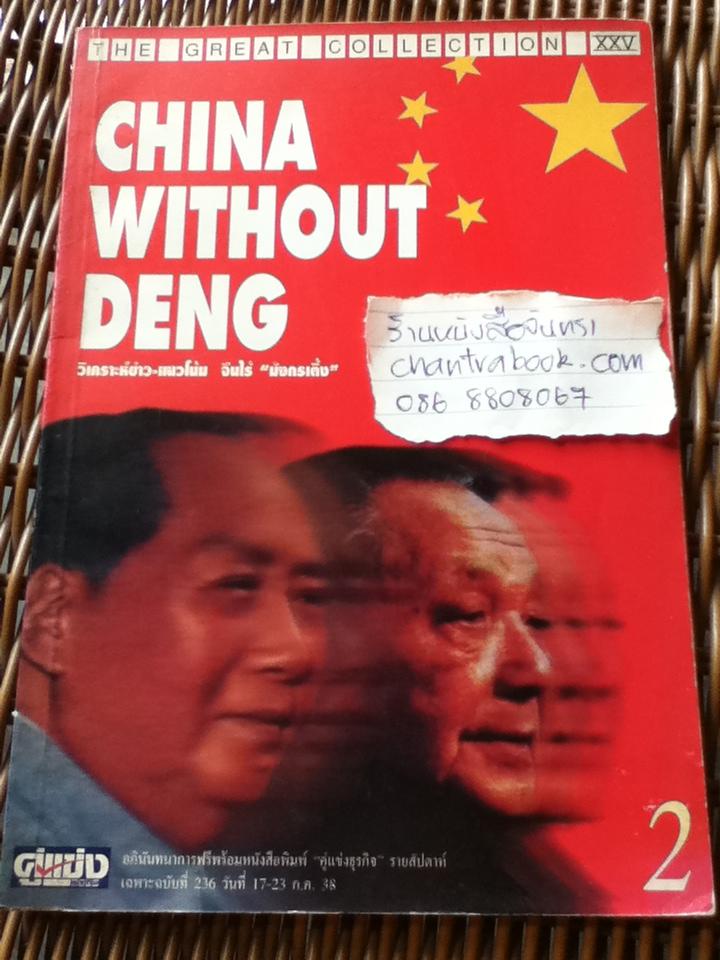 THE GREAT COLLECTION XXV
CHINA
WITHOUT
DENG
วิเคราะห์ข่าว-แนวโน้ม จีนไร้ "มังกรเติ้ง"
ร้านหนังสือจันทรา
chantrabook.com
086 8808067
คู่แข่ง
อภินันทนาการฟรีพร้อมหนังสือพิมพ์ "คู่แข่งธุรกิจ" รายสัปดาห์
เฉพาะฉบับที่ 236 วันที่ 17-23 ก.ค. 38
2